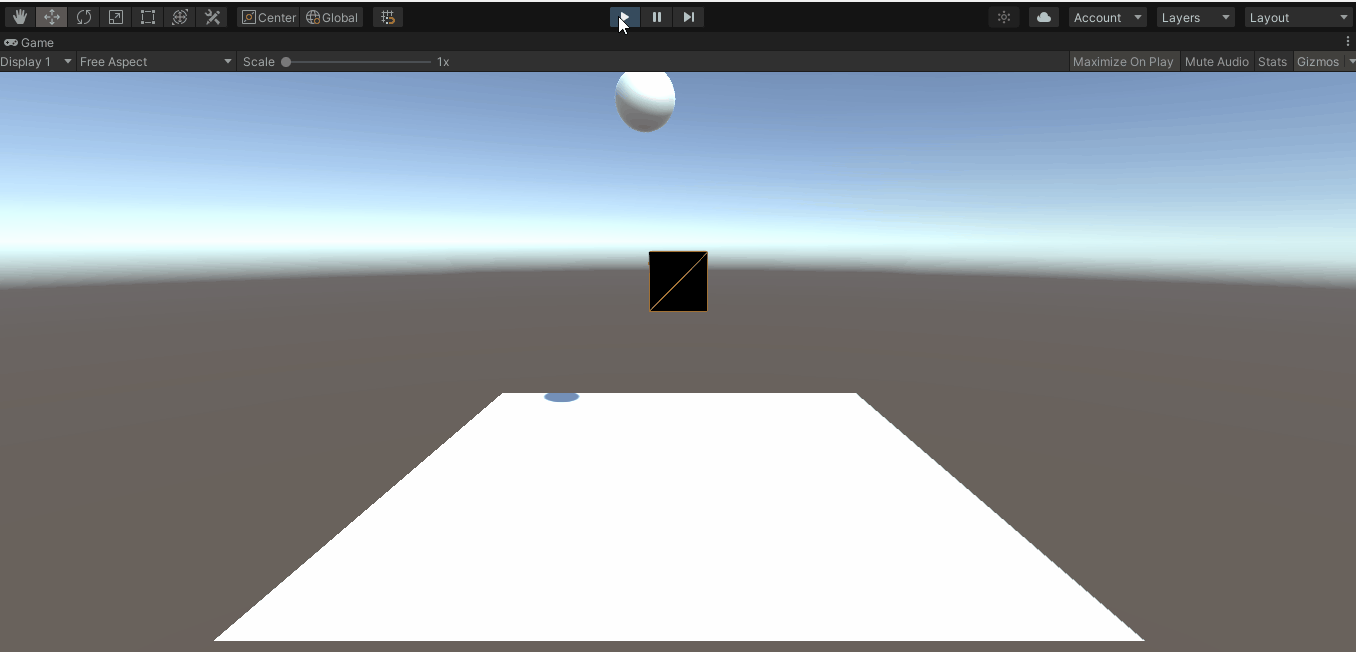 Center Global Account Layers Layout
Game
Display 1 Free Aspect Scale 1x Maximize On Play Mute Audio Stats Gizmos